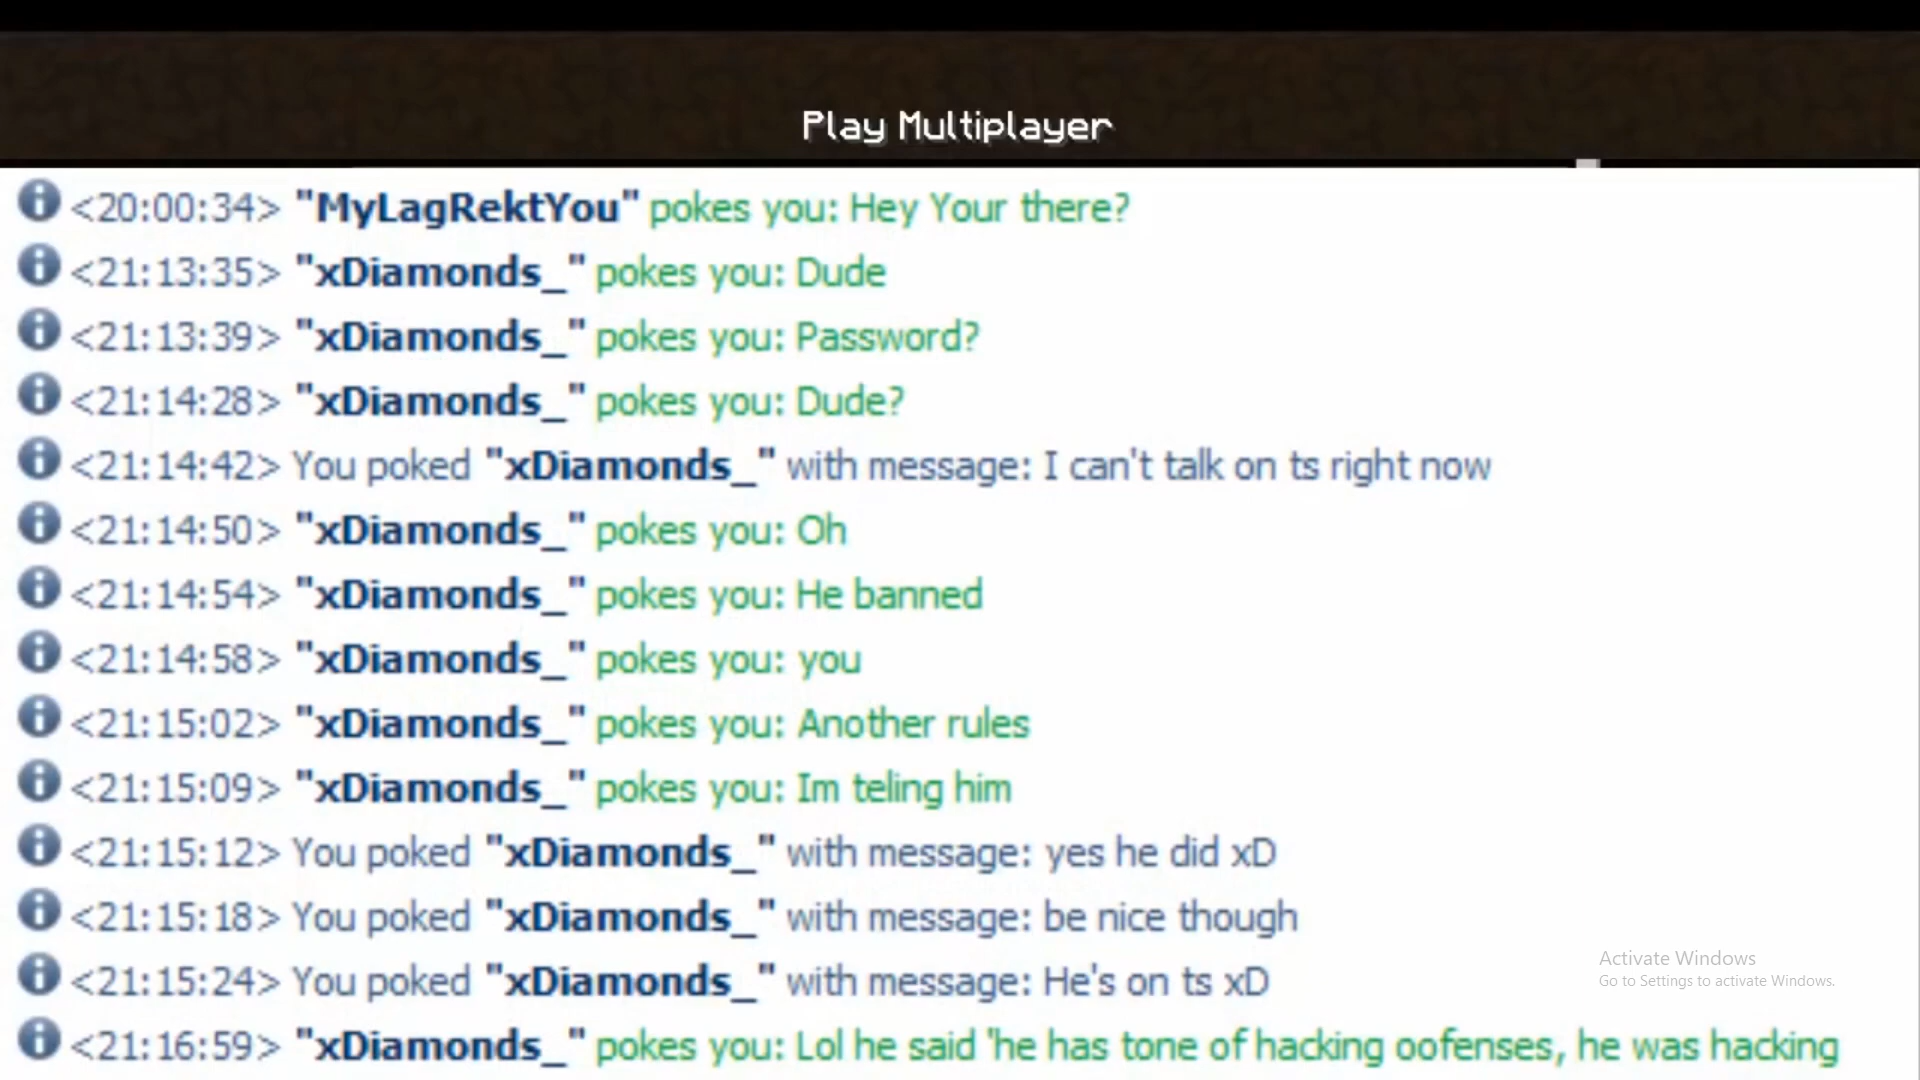 Play Multiplayer
<20:00:34> "MyLagRektYou" pokes you: Hey Your there?
<21:13:35> "xDiamonds_" pokes you: Dude
<21:13:39> "xDiamonds_" pokes you: Password?
<21:14:28> "xDiamonds_" pokes you: Dude?
<21:14:42> You poked "xDiamonds_" with message: I can't talk on ts right now
<21:14:50> "xDiamonds_" pokes you: Oh
<21:14:54> "xDiamonds_" pokes you: He banned
<21:14:58> "xDiamonds_" pokes you: you
<21:15:02> "xDiamonds_" pokes you: Another rules
<21:15:09> "xDiamonds_" pokes you: Im teling him
<21:15:12> You poked "xDiamonds_" with message: yes he did xD
<21:15:18> You poked "xDiamonds_" with message: be nice though
<21:15:24> You poked "xDiamonds_" with message: He's on ts xD
<21:16:59> "xDiamonds_" pokes you: Lol he said 'he has tone of hacking oofenses, he was hacking
Activate Windows
Go to Settings to activate Windows.